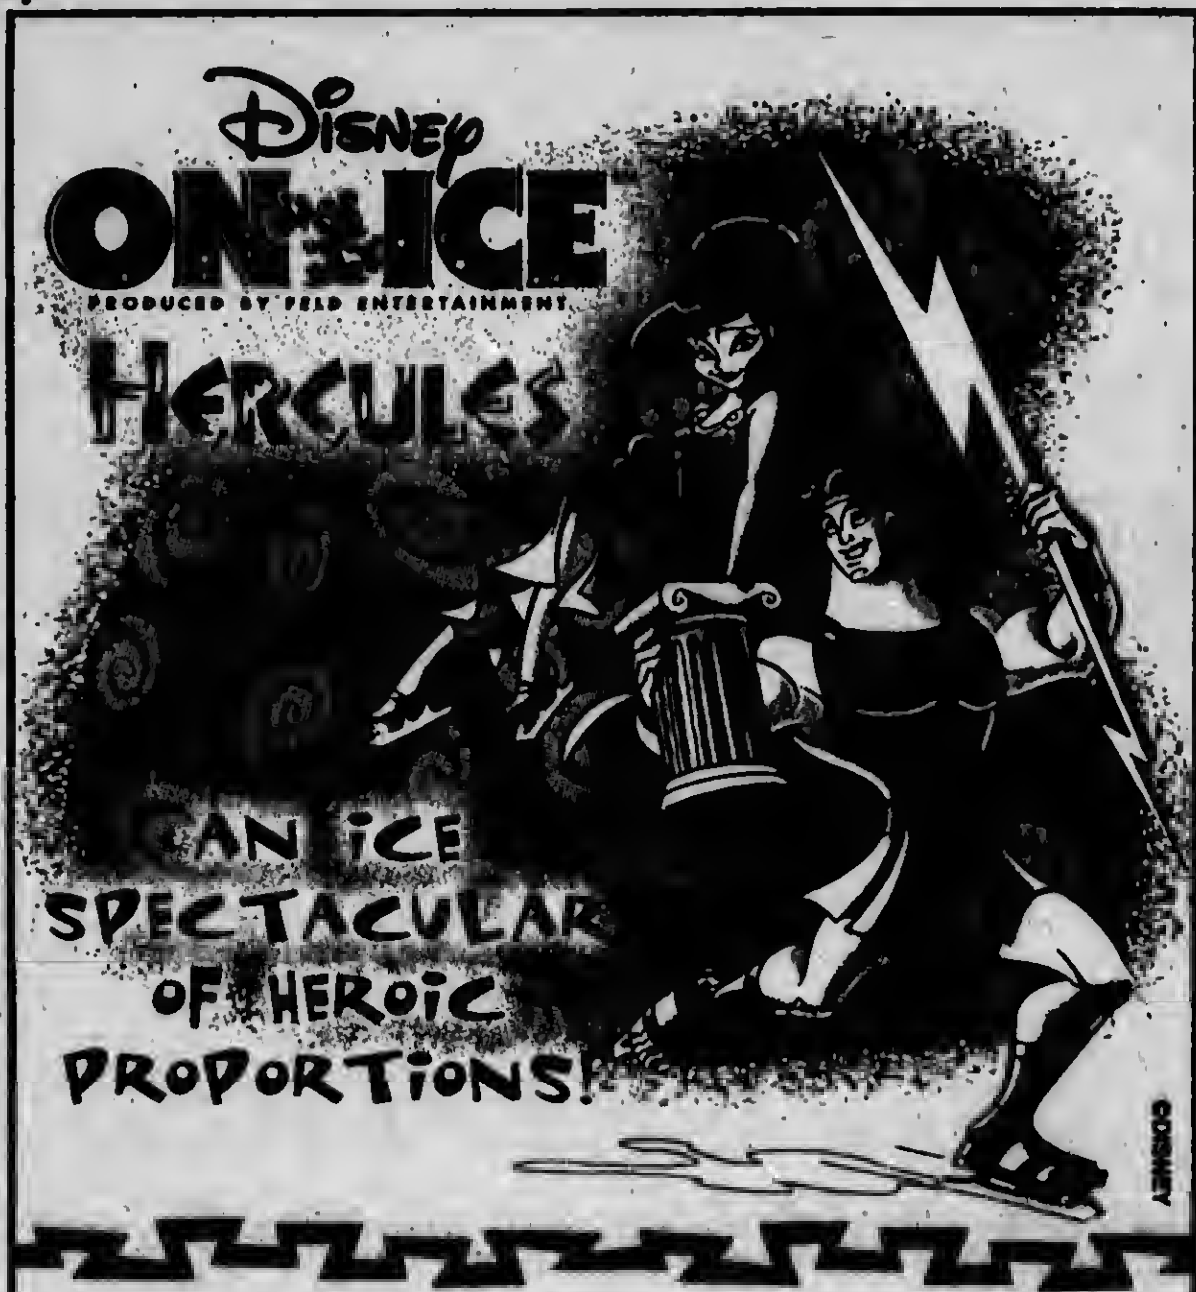 DISNEY
ON ICE
PRODUCED BY FELD ENTERTAINMENT
HERCULES
AN iCE
SPECTACULAR
OF HEROiC
PROPORTiONS!
©DISNEY